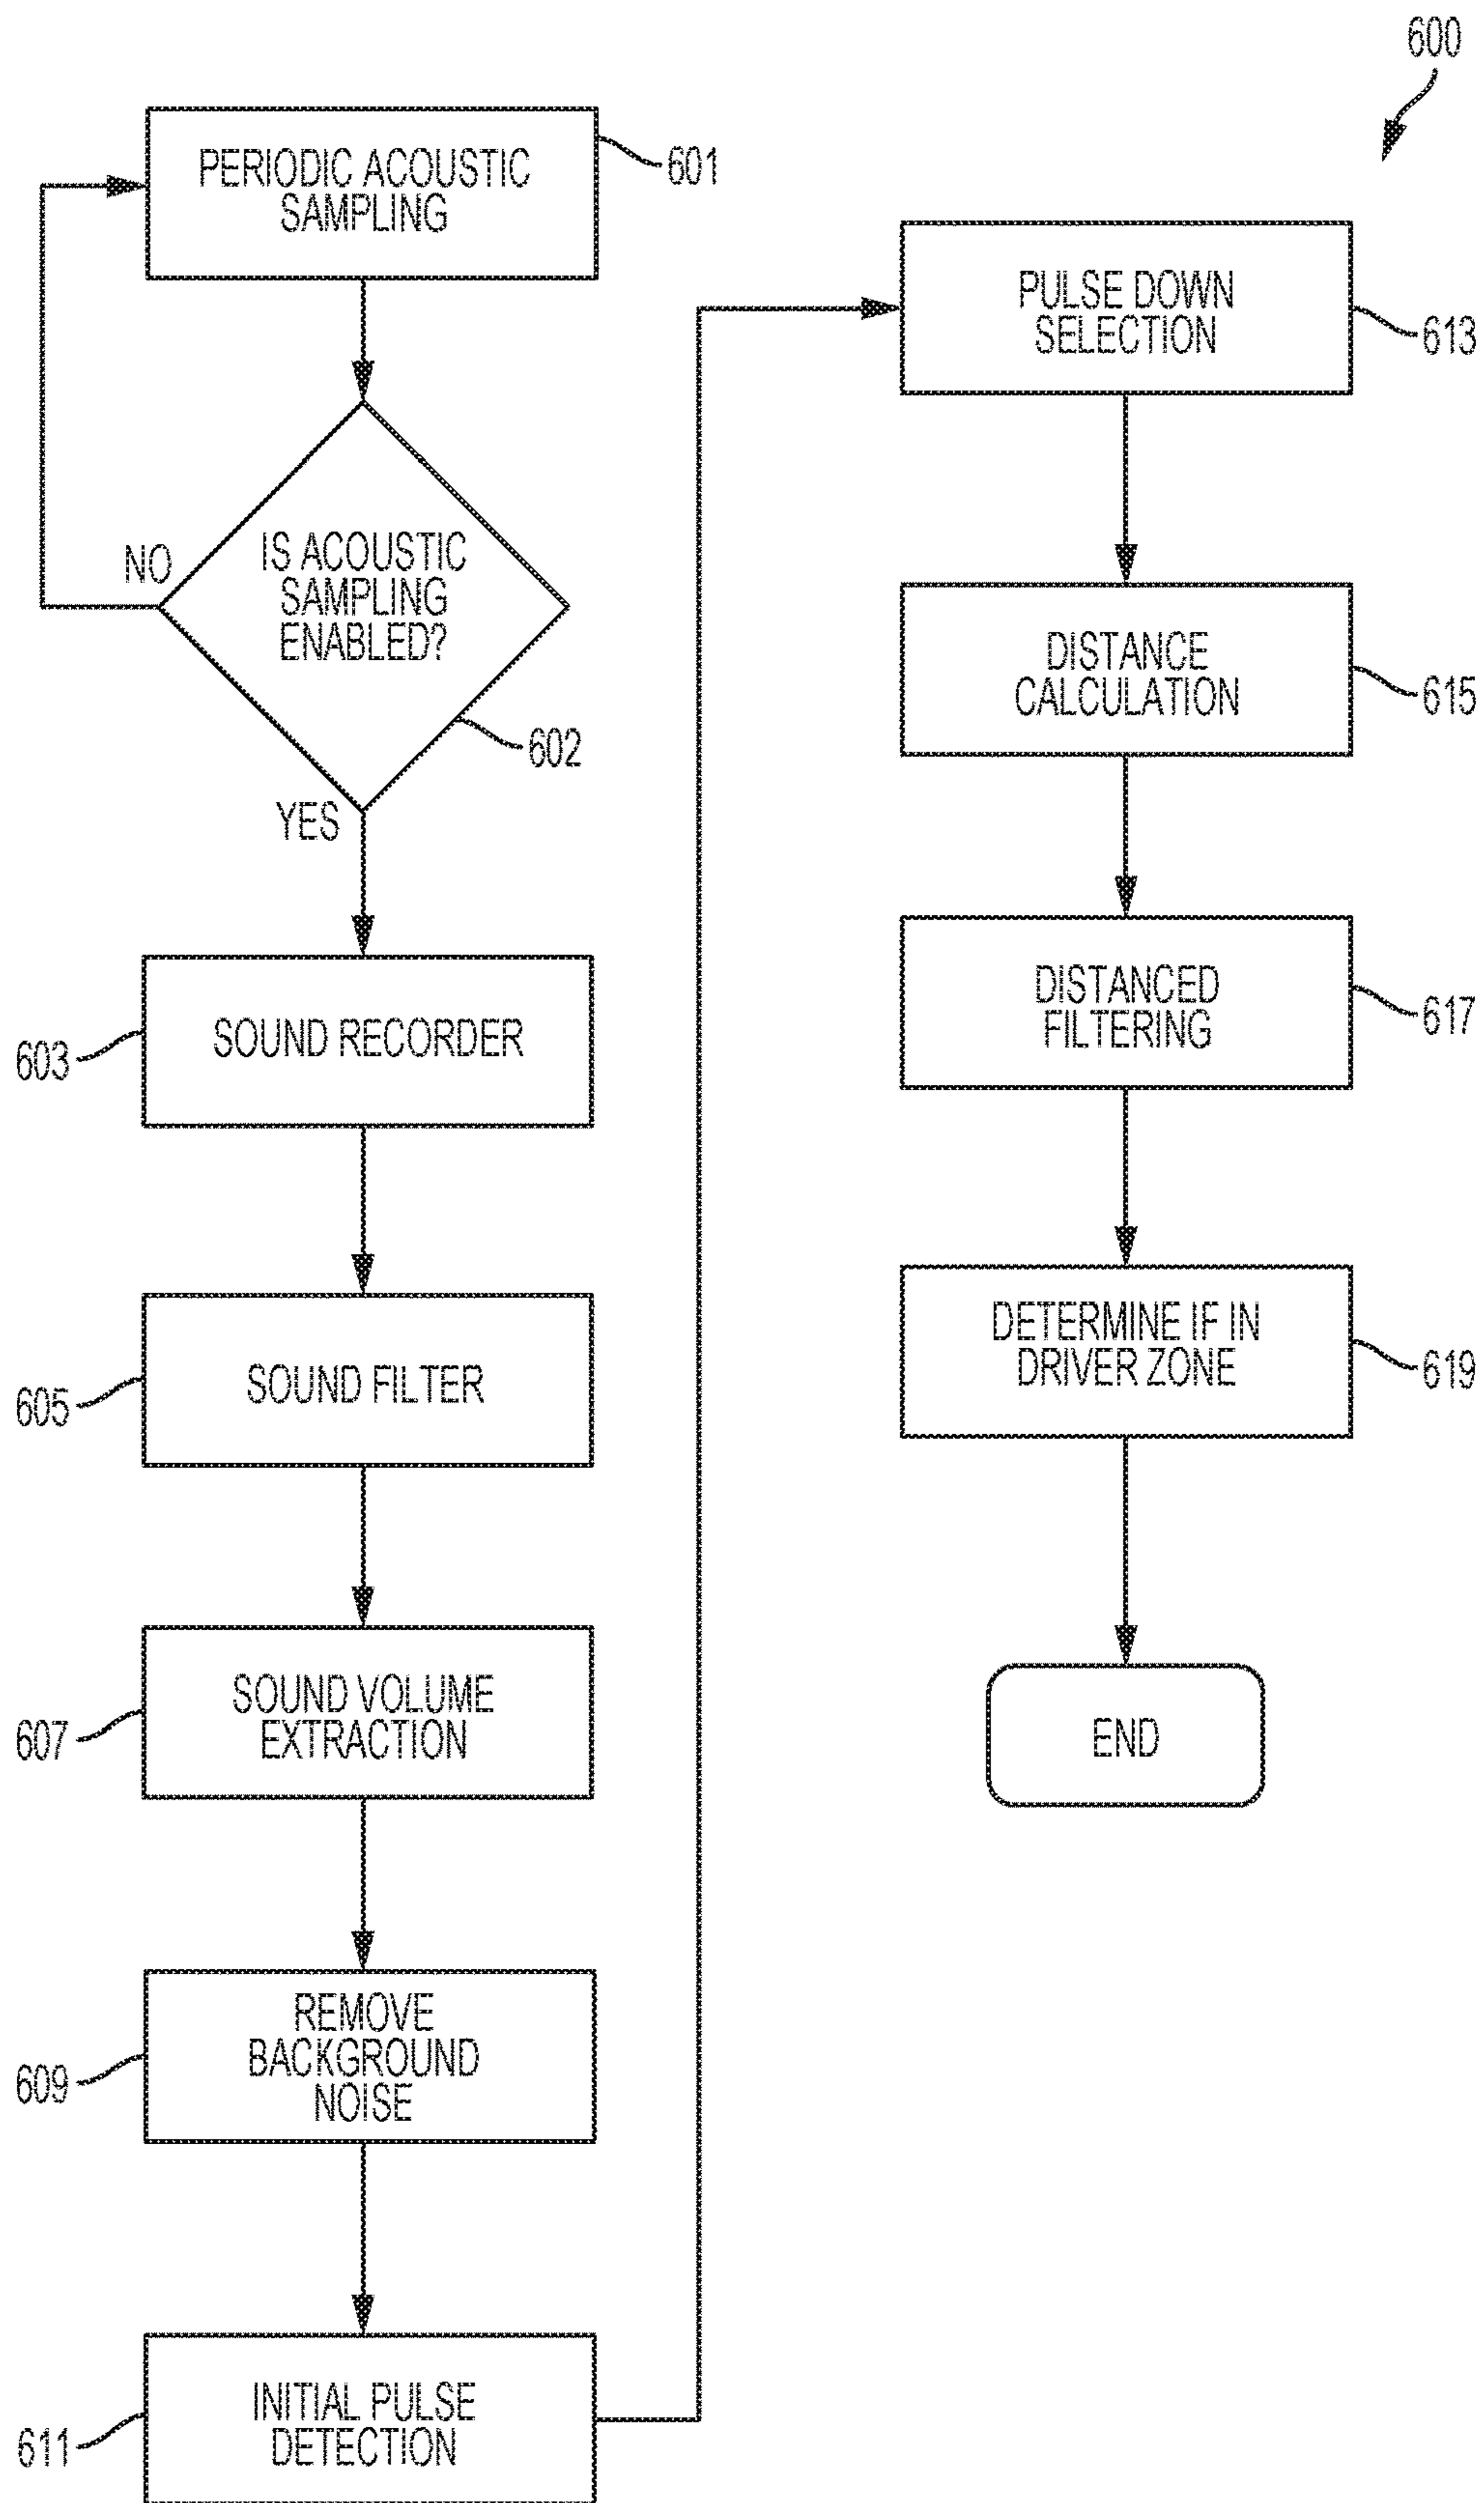 600
PERIODIC ACOUSTIC
SAMPLING
601
IS ACOUSTIC
SAMPLING
ENABLED?
NO
602
YES
SOUND RECORDER
603
SOUND FILTER
605
SOUND VOLUME
EXTRACTION
607
REMOVE
BACKGROUND
NOISE
609
INITIAL PULSE
DETECTION
611
PULSE DOWN
SELECTION
613
DISTANCE
CALCULATION
615
DISTANCED
FILTERING
617
DETERMINE IF IN
DRIVER ZONE
619
END